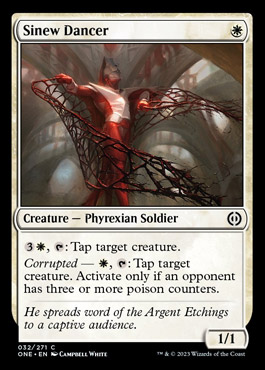 Sinew Dancer
Creature — Phyrexian Soldier
3, : Tap target creature.
Corrupted — , : Tap target
creature. Activate only if an opponent
has three or more poison counters.
He spreads word of the Argent Etchings
to a captive audience.
1/1
032/271 C
ONE • EN CAMPBELL WHITE
™ & © 2023 Wizards of the Coast